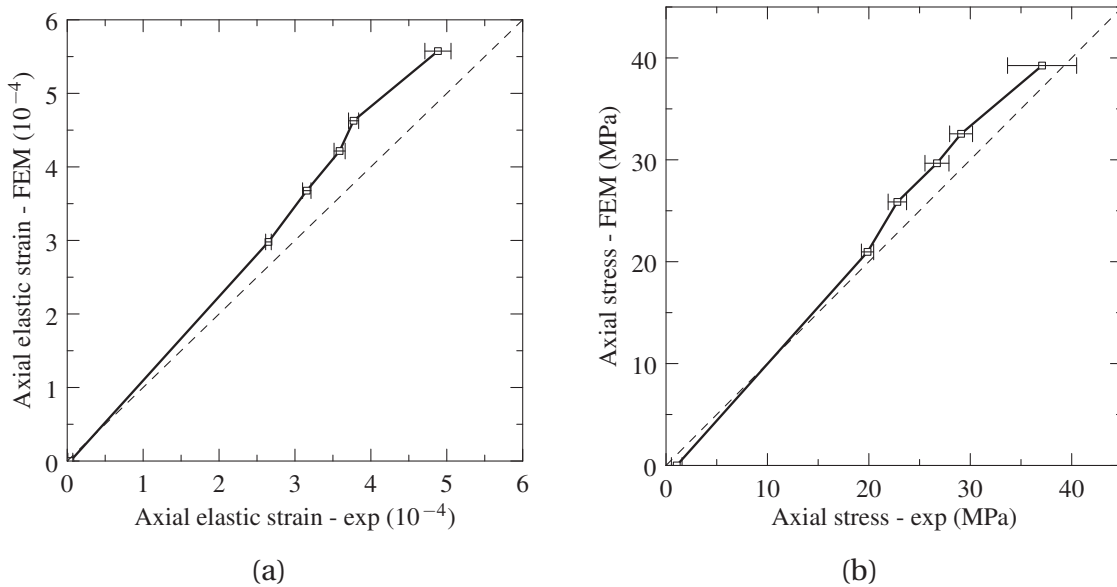 6
5
4
3
2
1
0
Axial elastic strain - FEM (10⁻⁴)
0 1 2 3 4 5 6
Axial elastic strain - exp (10⁻⁴)
(a)
40
30
20
10
0
Axial stress - FEM (MPa)
0 10 20 30 40
Axial stress - exp (MPa)
(b)